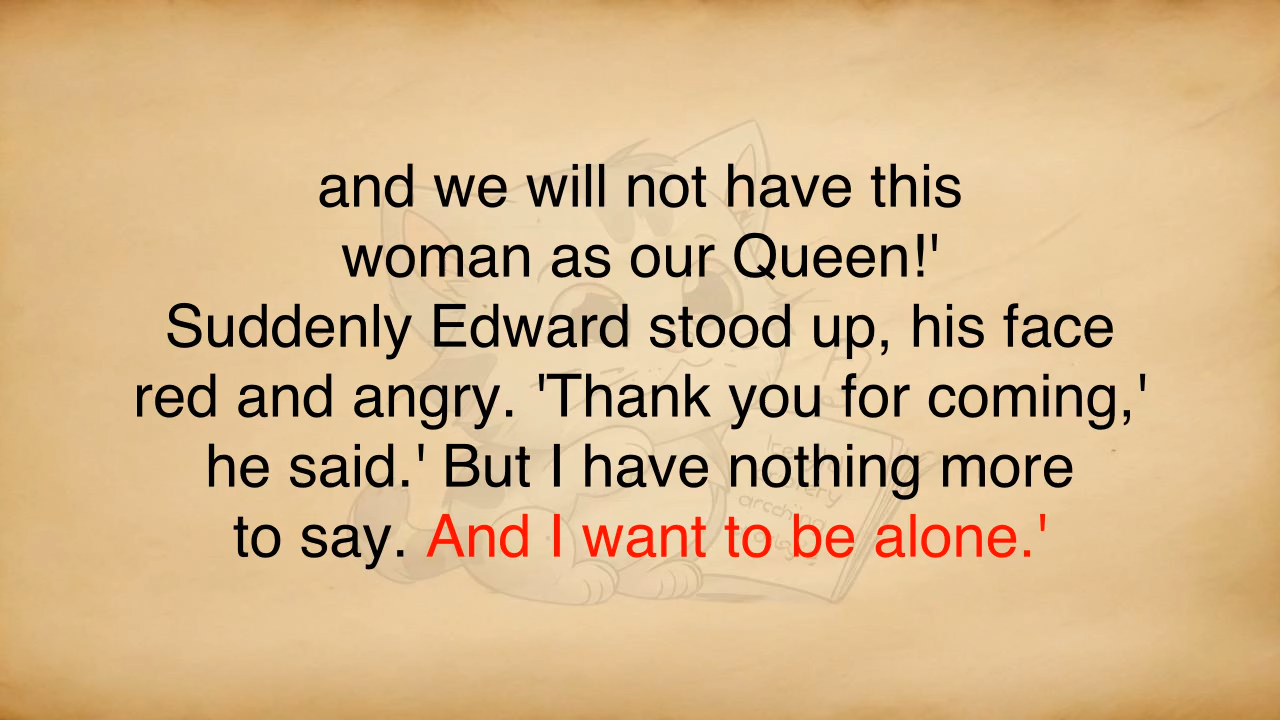 and we will not have this
woman as our Queen!'
Suddenly Edward stood up, his face
red and angry. 'Thank you for coming,'
he said.' But I have nothing more
to say. And I want to be alone.'